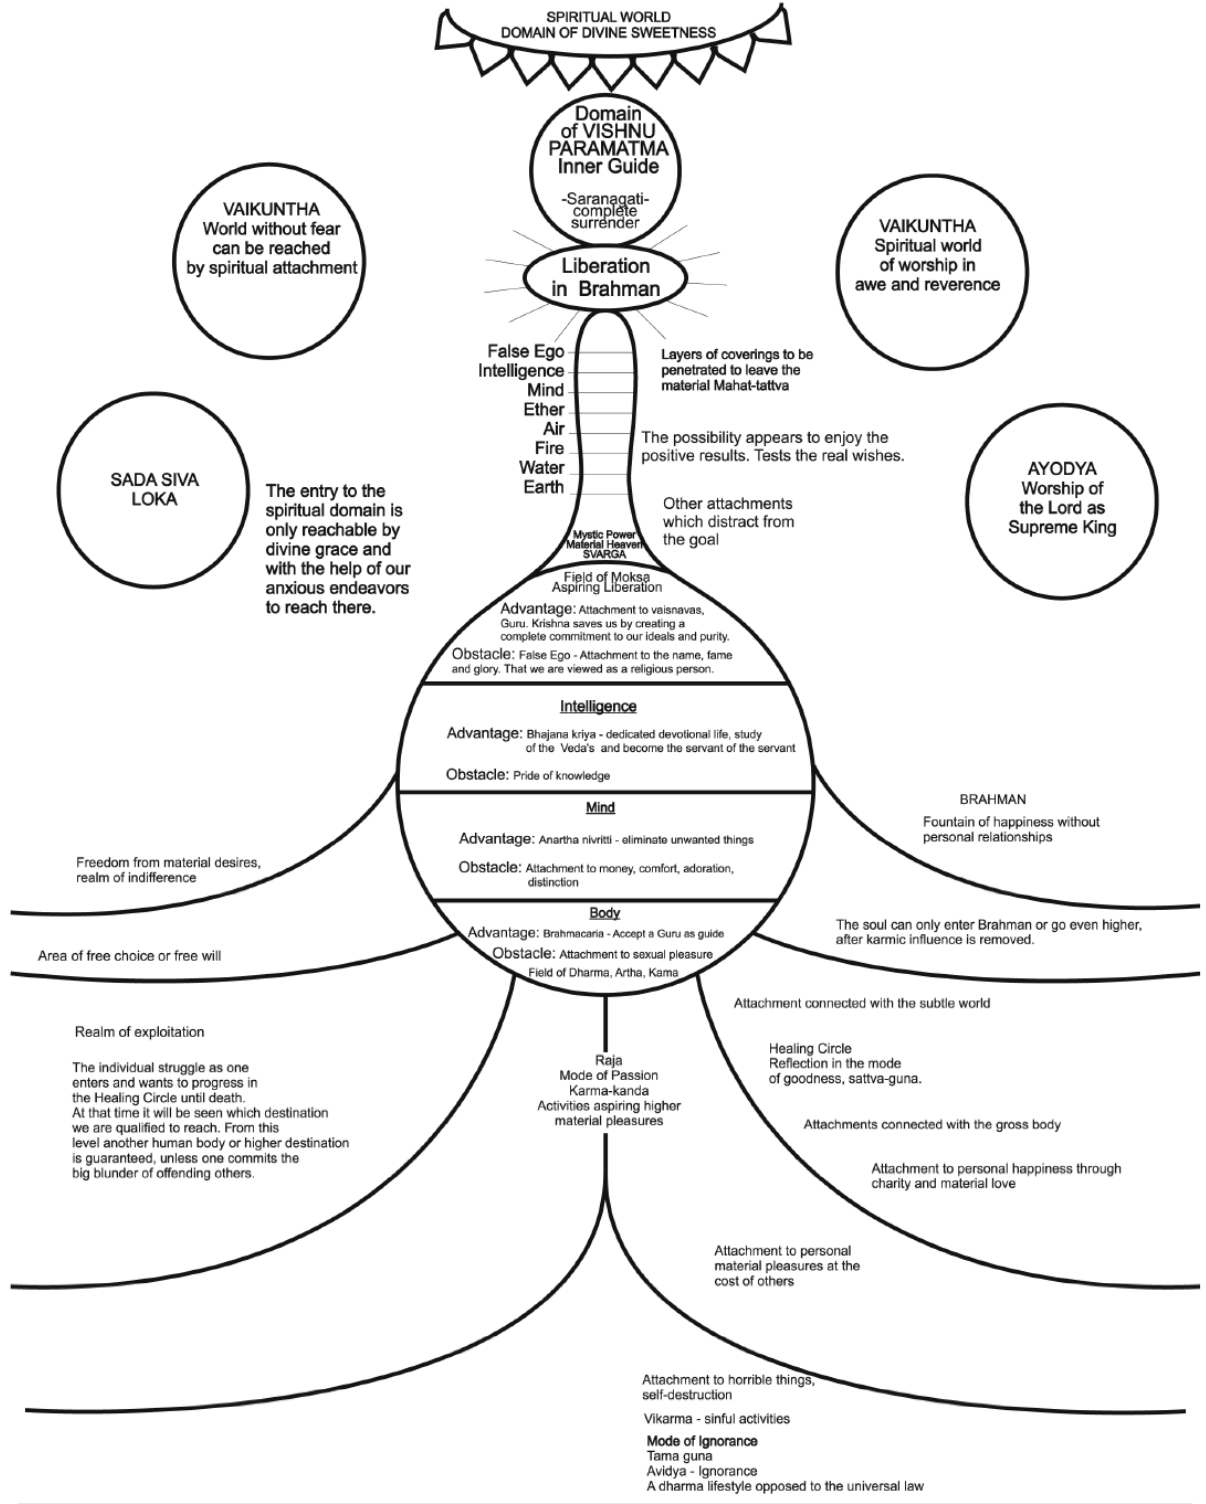 SPIRITUAL WORLD
DOMAIN OF DIVINE SWEETNESS
Domain
of VISHNU
PARAMATMA
Inner Guide
-Saranagati-
complete
surrender
VAIKUNTHA
World without fear
can be reached
by spiritual attachment
VAIKUNTHA
Spiritual world
of worship in
awe and reverence
Liberation
in Brahman
False Ego
Intelligence
Mind
Ether
Air
Fire
Water
Earth
Layers of coverings to be
penetrated to leave the
material Mahat-tattva
The possibility appears to enjoy the
positive results. Tests the real wishes.
Other attachments
which distract from
the goal
SADA SIVA
LOKA
The entry to the
spiritual domain is
only reachable by
divine grace and
with the help of our
anxious endeavors
to reach there.
AYODYA
Worship of
the Lord as
Supreme King
Mystic Power
Material Heaven
SVARGA
Field of Moksa
Aspiring Liberation
Advantage: Attachment to vaisnavas,
Guru. Krishna saves us by creating a
complete commitment to our ideals and purity.
Obstacle: False Ego - Attachment to the name, fame
and glory. That we are viewed as a religious person.
Intelligence
Advantage: Bhajana kriya - dedicated devotional life, study
of the Veda's and become the servant of the servant
Obstacle: Pride of knowledge
Mind
Advantage: Anartha nivritti - eliminate unwanted things
Obstacle: Attachment to money, comfort, adoration,
distinction
Body
Advantage: Brahmacaria - Accept a Guru as guide
Obstacle: Attachment to sexual pleasure
Field of Dharma, Artha, Kama
BRAHMAN
Fountain of happiness without
personal relationships
Freedom from material desires,
realm of indifference
The soul can only enter Brahman or go even higher,
after karmic influence is removed.
Area of free choice or free will
Attachment connected with the subtle world
Realm of exploitation
The individual struggle as one
enters and wants to progress in
the Healing Circle until death.
At that time it will be seen which destination
we are qualified to reach. From this
level another human body or higher destination
is guaranteed, unless one commits the
big blunder of offending others.
Raja
Mode of Passion
Karma-kanda
Activities aspiring higher
material pleasures
Healing Circle
Reflection in the mode
of goodness, sattva-guna.
Attachments connected with the gross body
Attachment to personal happiness through
charity and material love
Attachment to personal
material pleasures at the
cost of others
Attachment to horrible things,
self-destruction
Vikarma - sinful activities
Mode of Ignorance
Tama guna
Avidya - Ignorance
A dharma lifestyle opposed to the universal law